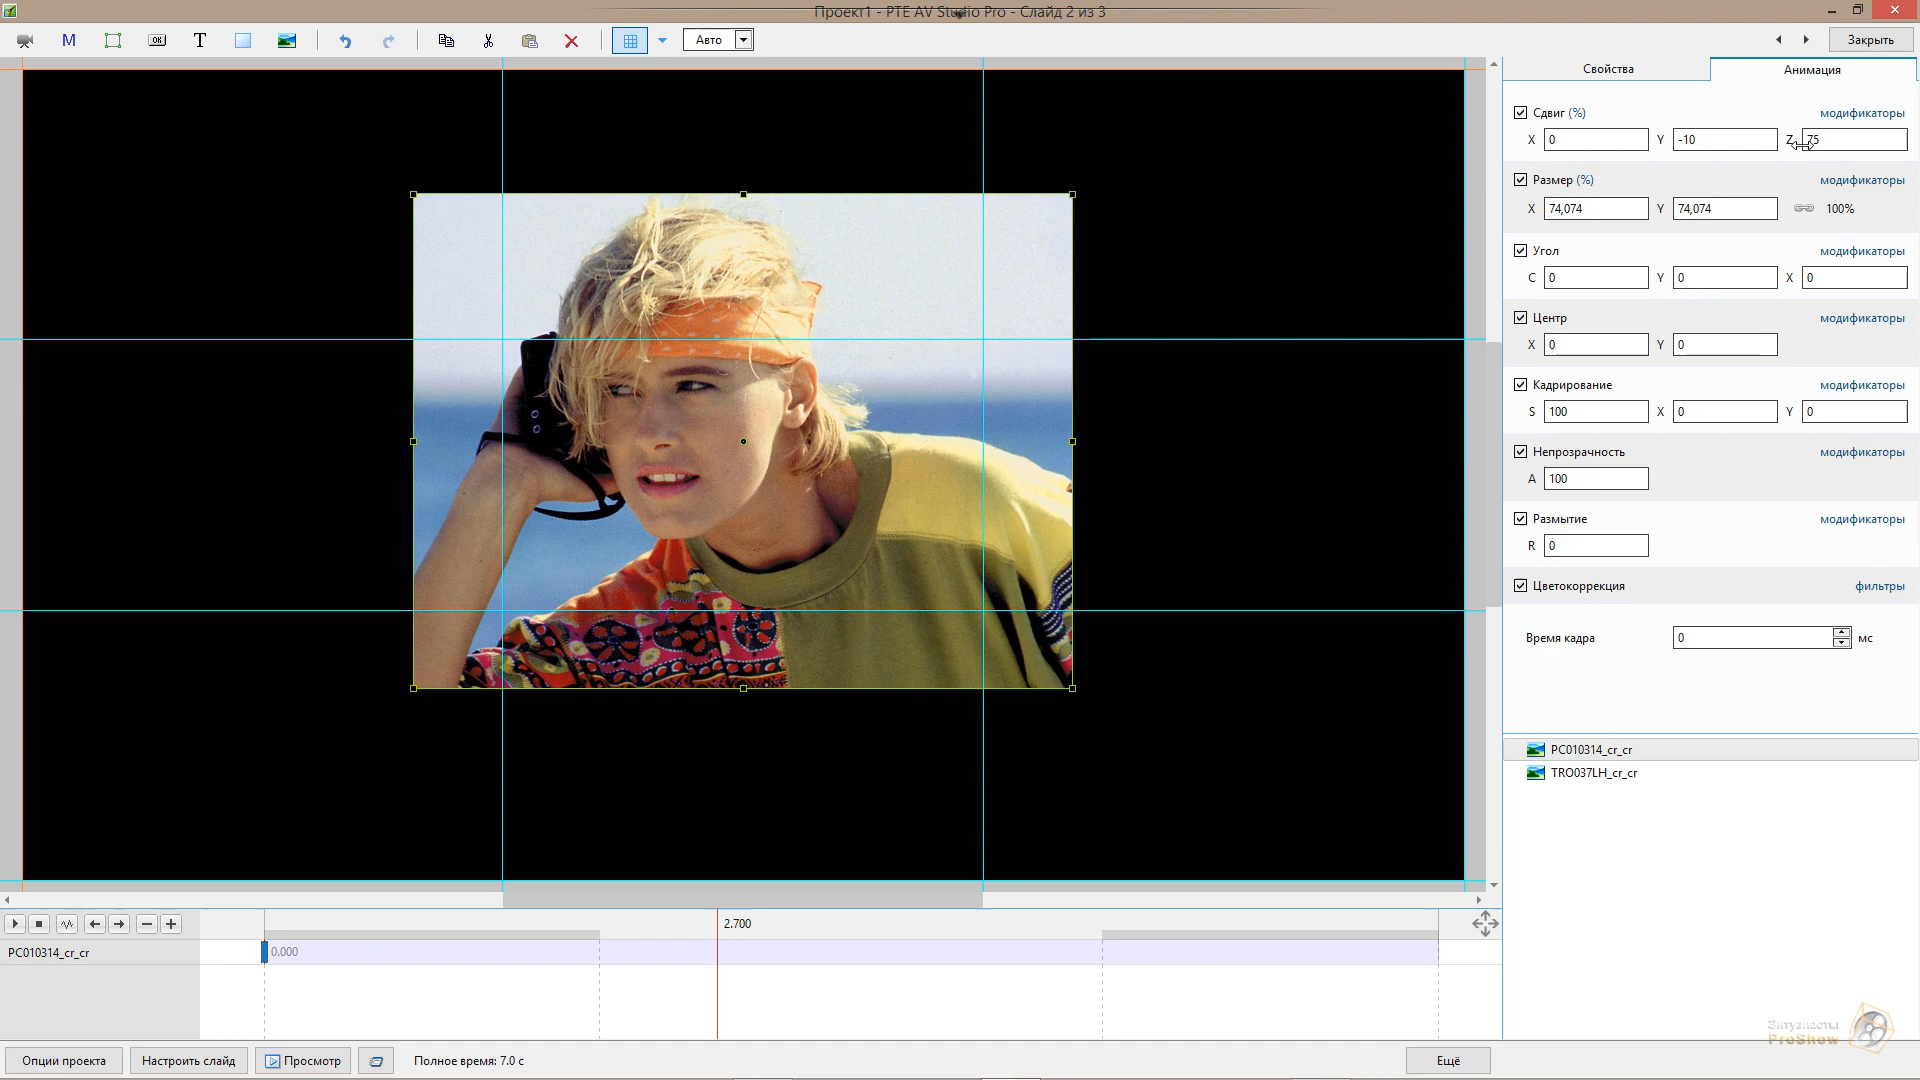 Проект1 - PTE AV Studio Pro - Слайд 2 из 3
M OK T Авто Закрыть
Свойства Анимация
Сдвиг (%) модификаторы
X 0 Y -10 Z 75
Размер (%) модификаторы
X 74,074 Y 74,074 100%
Угол модификаторы
C 0 Y 0 X 0
Центр модификаторы
X 0 Y 0
Кадрирование модификаторы
S 100 X 0 Y 0
Непрозрачность модификаторы
A 100
Размытие модификаторы
R 0
Цветокоррекция фильтры
Время кадра 0 мс
PC010314_cr_cr
TRO037LH_cr_cr
2.700
PC010314_cr_cr 0.000
Энтузиасты
ProShow
Опции проекта Настроить слайд Просмотр Полное время: 7.0 с Ещё